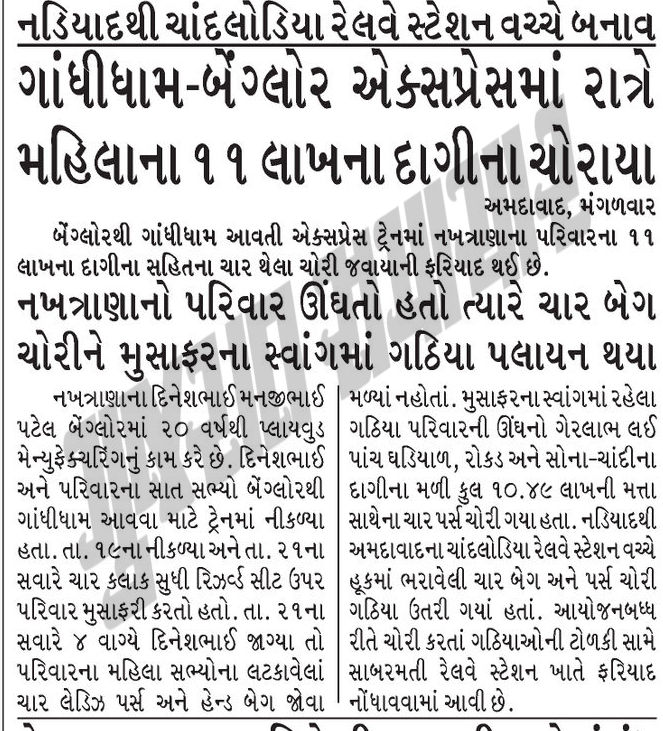 નડિયાદથી ચાંદલોડિયા રેલવે સ્ટેશન વચ્ચે બનાવ
ગાંધીધામ-બેંગ્લોર એક્સપ્રેસમાં રાત્રે
મહિલાના ૧૧ લાખના દાગીના ચોરાયા
અમદાવાદ, મંગળવાર
બેંગ્લોરથી ગાંધીધામ આવતી એક્સપ્રેસ ટ્રેનમાં નખત્રાણાના પરિવારના ૧૧
લાખના દાગીના સહિતના ચાર થેલા ચોરી જવાયાની ફરિયાદ થઈ છે.
નખત્રાણાનો પરિવાર ઊંઘતો હતો ત્યારે ચાર બેગ
ચોરીને મુસાફરના સ્વાંગમાં ગઠિયા પલાયન થયા
નખત્રાણાના દિનેશભાઈ મનજીભાઈ
પટેલ બેંગ્લોરમાં ૨૦ વર્ષથી પ્લાયવુડ
મેન્યુફેક્ચરિંગનું કામ કરે છે. દિનેશભાઈ
અને પરિવારના સાત સભ્યો બેંગ્લોરથી
ગાંધીધામ આવવા માટે ટ્રેનમાં નીકળ્યા
હતા. તા. ૧૯ના નીકળ્યા અને તા. ૨૧ના
સવારે ચાર કલાક સુધી રિઝર્વ્ડ સીટ ઉપર
પરિવાર મુસાફરી કરતો હતો. તા. ૨૧ના
સવારે ૪ વાગ્યે દિનેશભાઈ જાગ્યા તો
પરિવારના મહિલા સભ્યોના લટકાવેલાં
ચાર લેડિઝ પર્સ અને હેન્ડ બેગ જોવા
મળ્યાં નહોતાં. મુસાફરના સ્વાંગમાં રહેલા
ગઠિયા પરિવારની ઊંઘનો ગેરલાભ લઈ
પાંચ ઘડિયાળ, રોકડ અને સોના-ચાંદીના
દાગીના મળી કુલ ૧૦.૪૯ લાખની મત્તા
સાથેના ચાર પર્સ ચોરી ગયા હતા. નડિયાદથી
અમદાવાદના ચાંદલોડિયા રેલવે સ્ટેશન વચ્ચે
હૂકમાં ભરાવેલી ચાર બેગ અને પર્સ ચોરી
ગઠિયા ઉતરી ગયાં હતાં. આયોજનબધ્ધ
રીતે ચોરી કરતાં ગઠિયાઓની ટોળકી સામે
સાબરમતી રેલવે સ્ટેશન ખાતે ફરિયાદ
નોંધાવવામાં આવી છે.
ગુજરાત સમાચાર